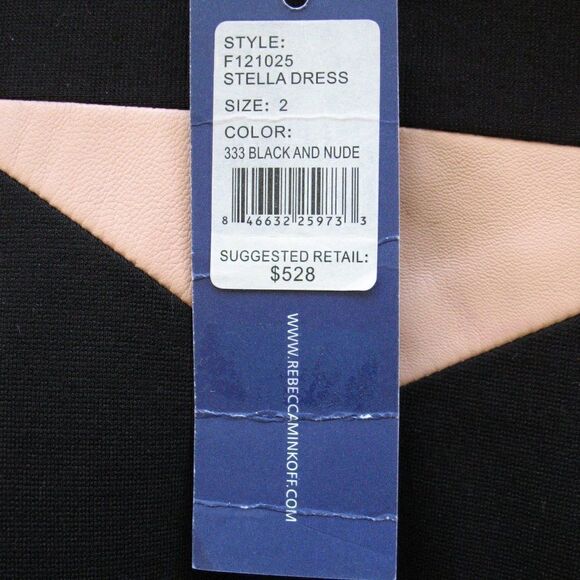 STYLE:
F121025
STELLA DRESS
SIZE: 2
COLOR:
333 BLACK AND NUDE
8 46632 25973 3
SUGGESTED RETAIL:
$528
WWW.REBECCAMINKOFF.COM